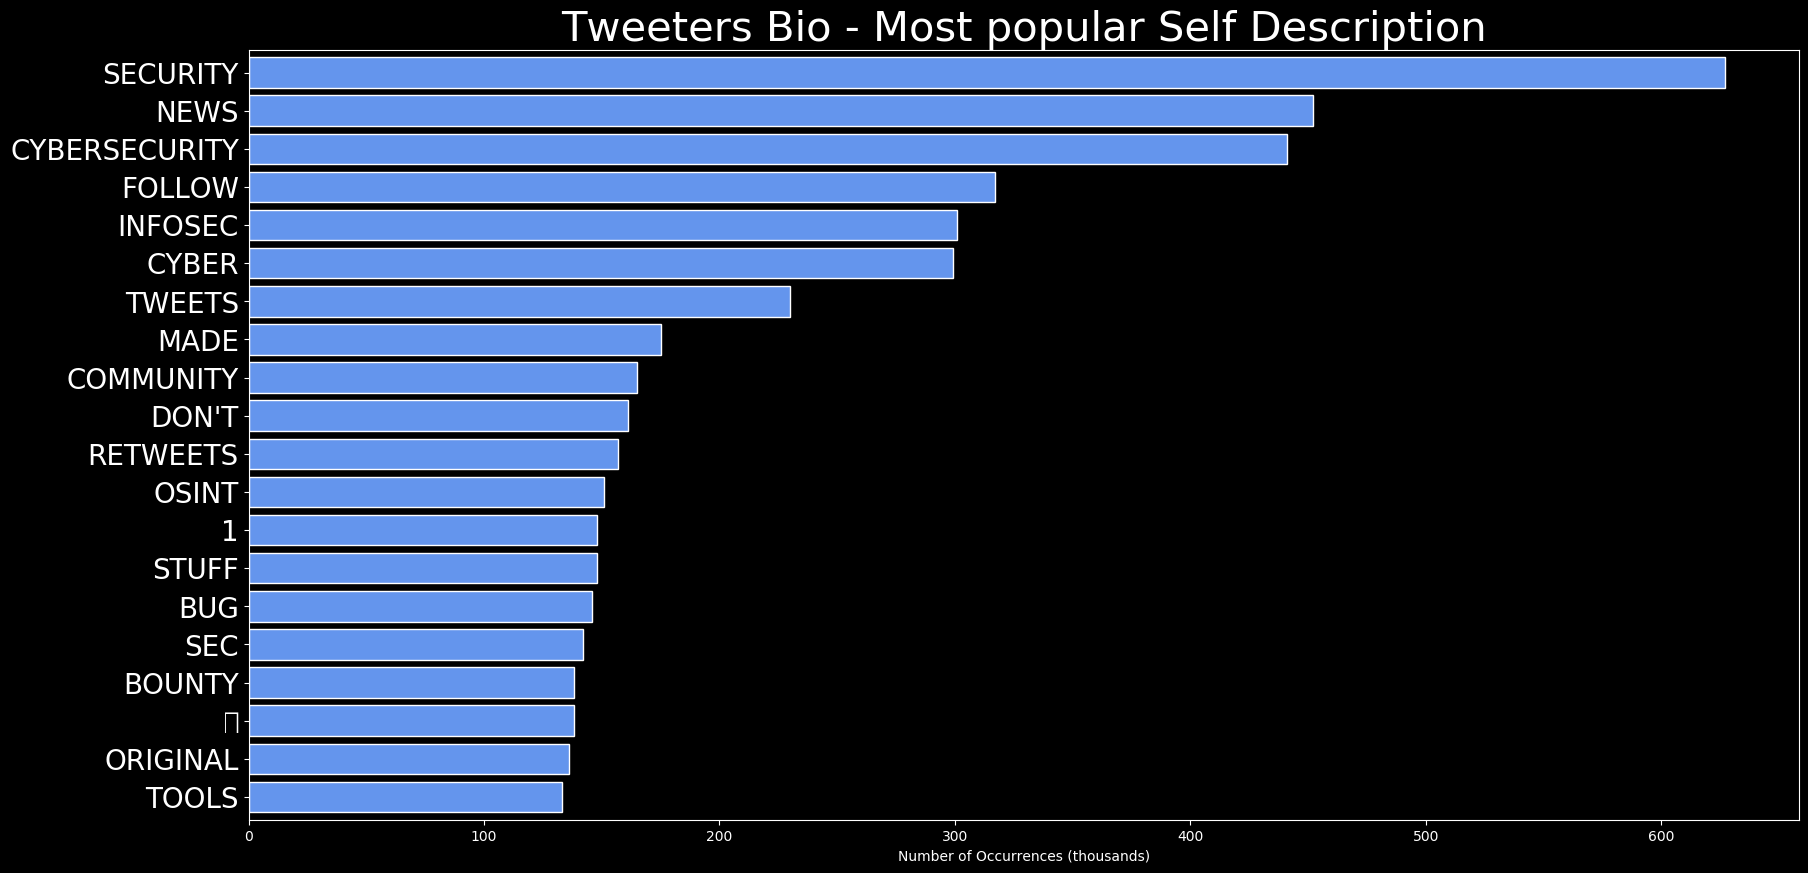 Tweeters Bio - Most popular Self Description
SECURITY
NEWS
CYBERSECURITY
FOLLOW
INFOSEC
CYBER
TWEETS
MADE
COMMUNITY
DON'T
RETWEETS
OSINT
1
STUFF
BUG
SEC
BOUNTY
ORIGINAL
TOOLS
0 100 200 300 400 500 600
Number of Occurrences (thousands)